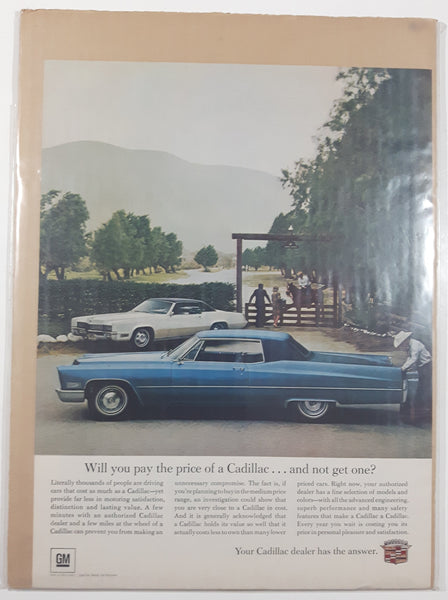 Will you pay the price of a Cadillac . . . and not get one?
Literally thousands of people are driving
cars that cost as much as a Cadillac—yet
provide far less in motoring satisfaction,
distinction and lasting value. A few
minutes with an authorized Cadillac
dealer and a few miles at the wheel of a
Cadillac can prevent you from making an
unnecessary compromise. The fact is, if
you're planning to buy in the medium price
range, an investigation could show that
you are very close to a Cadillac in cost.
And it is generally acknowledged that
a Cadillac holds its value so well that it
actually costs less to own than many lower
priced cars. Right now, your authorized
dealer has a fine selection of models and
colors—with all the advanced engineering,
superb performance and many safety
features that make a Cadillac a Cadillac.
Every year you wait is costing you its
price in personal pleasure and satisfaction.
Your Cadillac dealer has the answer.
GM